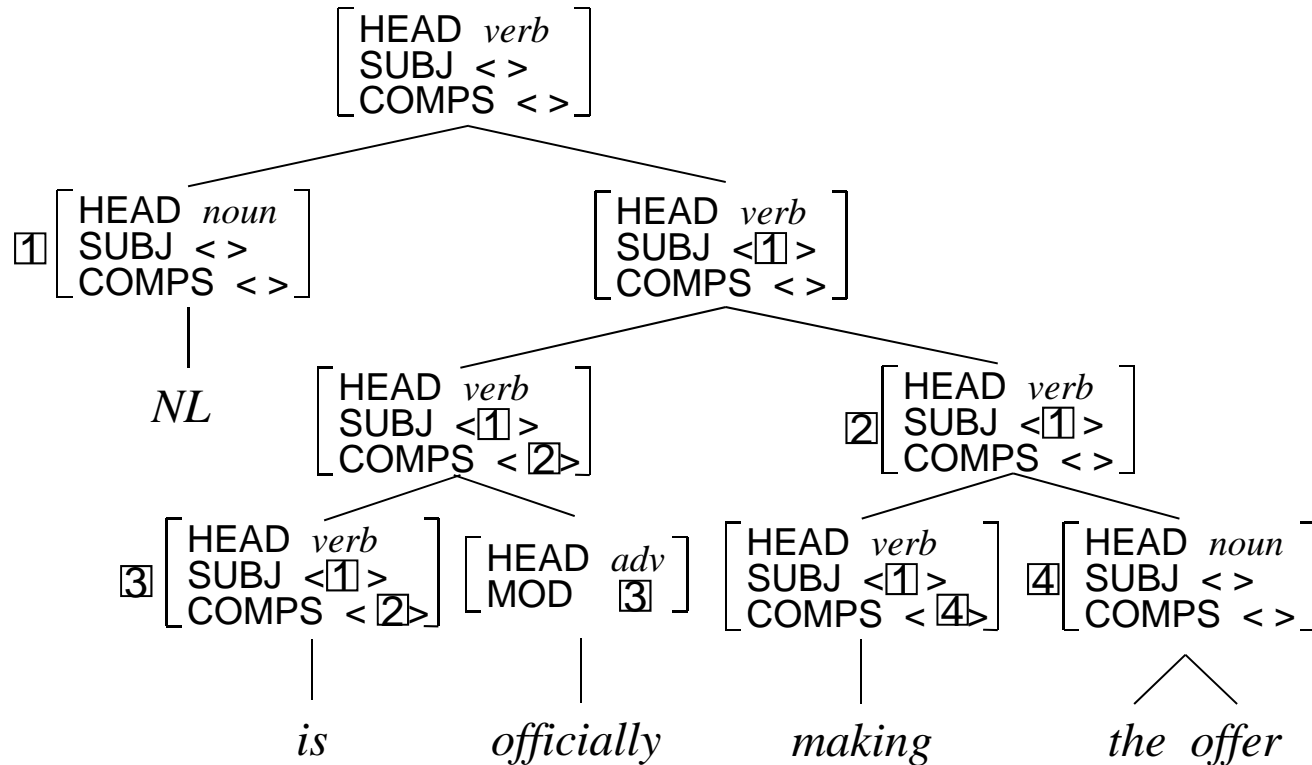 HEAD verb
SUBJ < >
COMPS < >
1 HEAD noun
SUBJ < >
COMPS < >
HEAD verb
SUBJ < 1 >
COMPS < >
NL
HEAD verb
SUBJ < 1 >
COMPS < 2 >
2 HEAD verb
SUBJ < 1 >
COMPS < >
3 HEAD verb
SUBJ < 1 >
COMPS < 2 >
HEAD adv
MOD 3
HEAD verb
SUBJ < 1 >
COMPS < 4 >
4 HEAD noun
SUBJ < >
COMPS < >
is officially making the offer